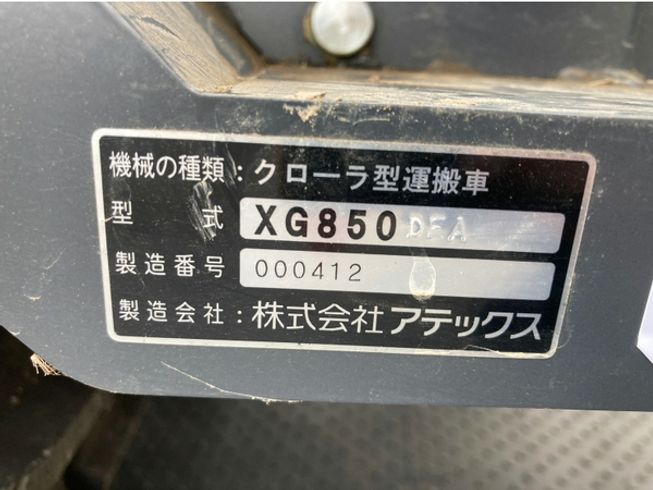 機械の種類：クローラ型運搬車
型式 XG850DFA
製造番号 000412
製造会社：株式会社アテックス